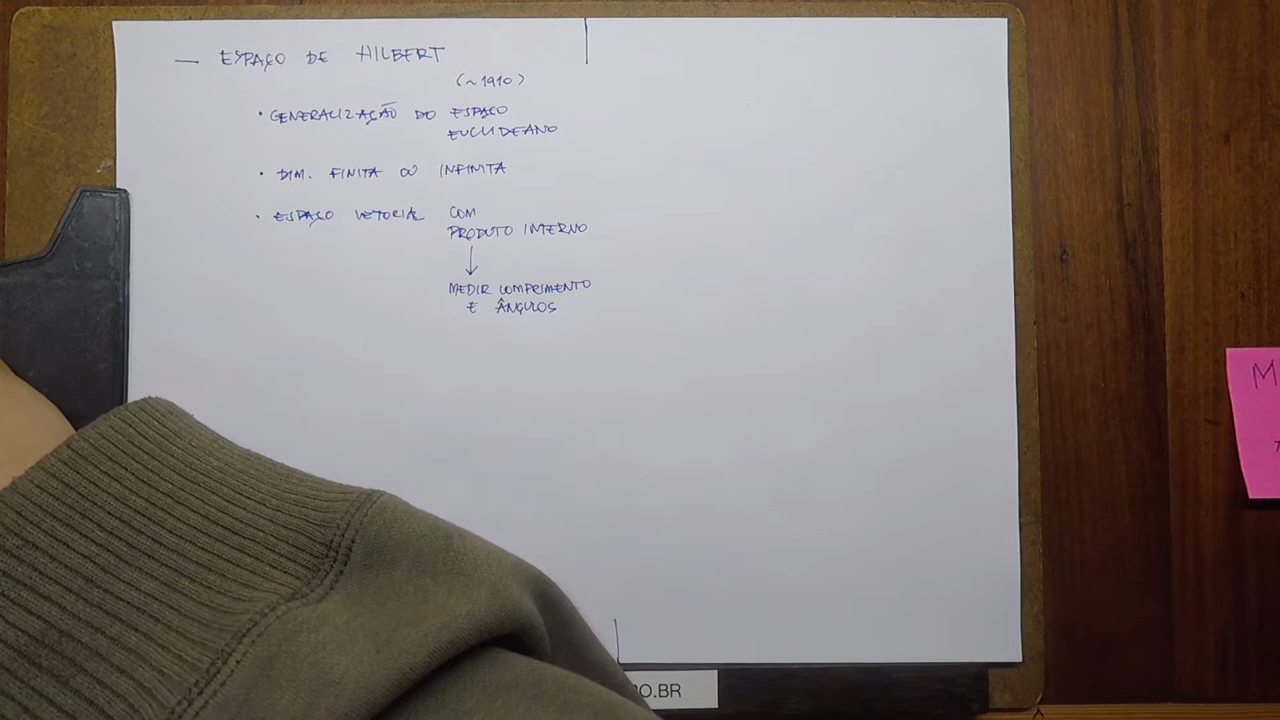 — ESPAÇO DE HILBERT
(~1910)
• GENERALIZAÇÃO DO ESPAÇO
EUCLIDEANO
• DIM. FINITA OU INFINITA
• ESPAÇO VETORIAL COM
PRODUTO INTERNO
↓
MEDIR COMPRIMENTO
E ÂNGULOS
M
O.BR